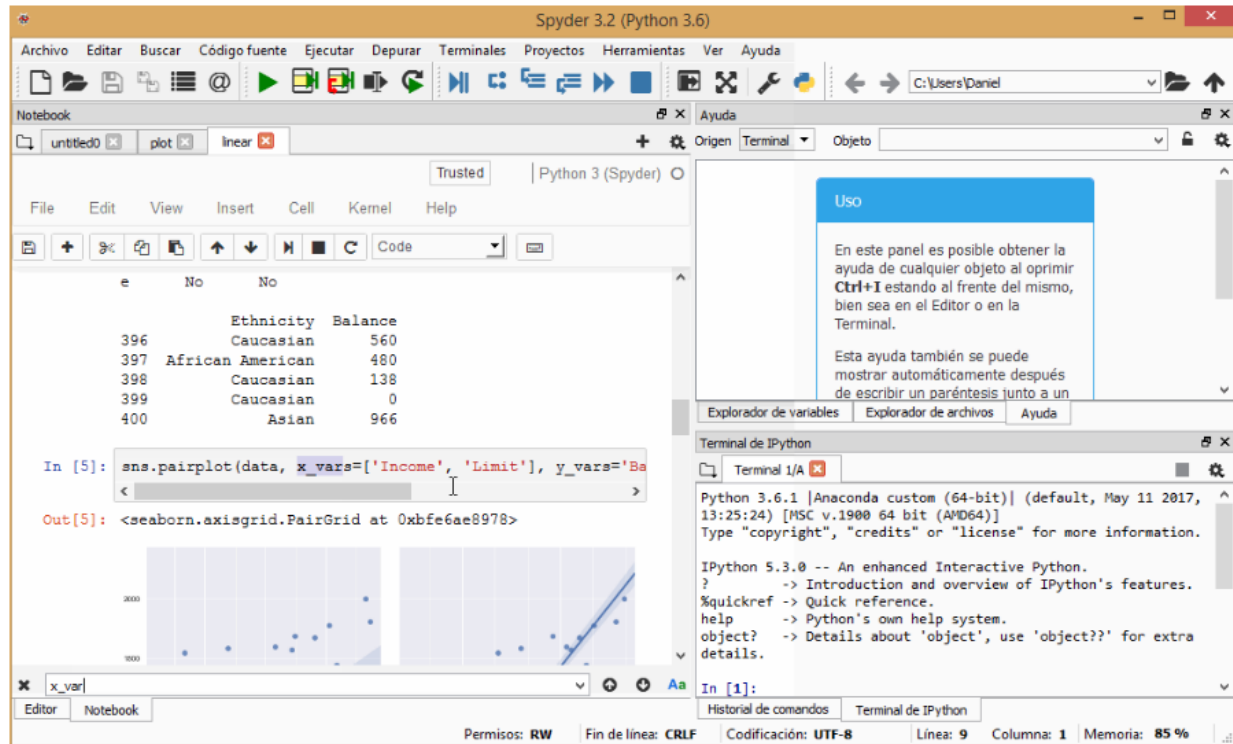 Spyder 3.2 (Python 3.6)
Archivo Editar Buscar Código fuente Ejecutar Depurar Terminales Proyectos Herramientas Ver Ayuda
C:\Users\Daniel
Notebook
untitled0 plot linear
Trusted Python 3 (Spyder)
File Edit View Insert Cell Kernel Help
Code
e No No
Ethnicity Balance
396 Caucasian 560
397 African American 480
398 Caucasian 138
399 Caucasian 0
400 Asian 966
In [5]: sns.pairplot(data, x_vars=['Income', 'Limit'], y_vars='Ba
Out[5]: <seaborn.axisgrid.PairGrid at 0xbfe6ae8978>
2000
1800
x_var
Aa
Editor Notebook
Ayuda
Origen Terminal Objeto
Uso
En este panel es posible obtener la
ayuda de cualquier objeto al oprimir
Ctrl+I estando al frente del mismo,
bien sea en el Editor o en la
Terminal.
Esta ayuda también se puede
mostrar automáticamente después
de escribir un paréntesis junto a un
Explorador de variables Explorador de archivos Ayuda
Terminal de IPython
Terminal 1/A
Python 3.6.1 |Anaconda custom (64-bit)| (default, May 11 2017,
13:25:24) [MSC v.1900 64 bit (AMD64)]
Type "copyright", "credits" or "license" for more information.
IPython 5.3.0 -- An enhanced Interactive Python.
? -> Introduction and overview of IPython's features.
%quickref -> Quick reference.
help -> Python's own help system.
object? -> Details about 'object', use 'object??' for extra
details.
In [1]:
Historial de comandos Terminal de IPython
Permisos: RW Fin de línea: CRLF Codificación: UTF-8 Línea: 9 Columna: 1 Memoria: 85 %